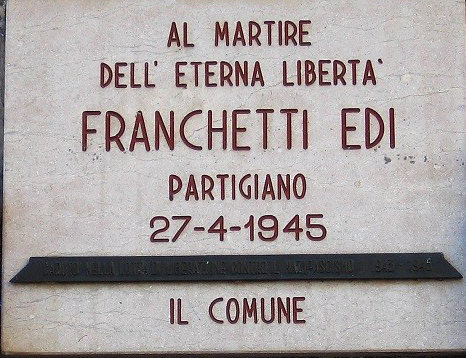 AL MARTIRE
DELL' ETERNA LIBERTA'
FRANCHETTI EDI
PARTIGIANO
27-4-1945
IL COMUNE